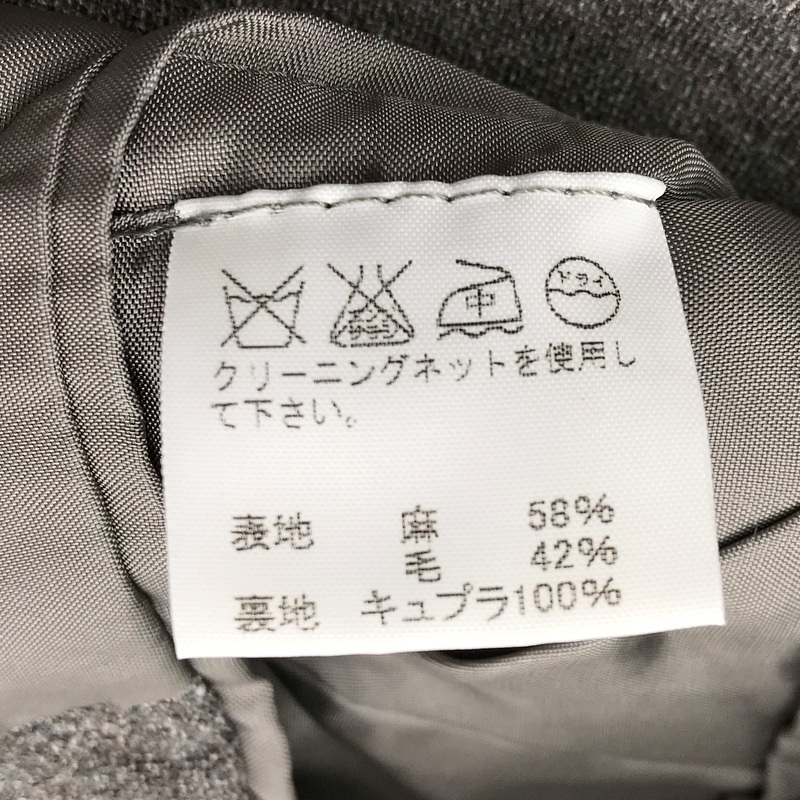 中 ドライ
クリーニングネットを使用し
て下さい。
表地 麻 58%
毛 42%
裏地 キュプラ100%